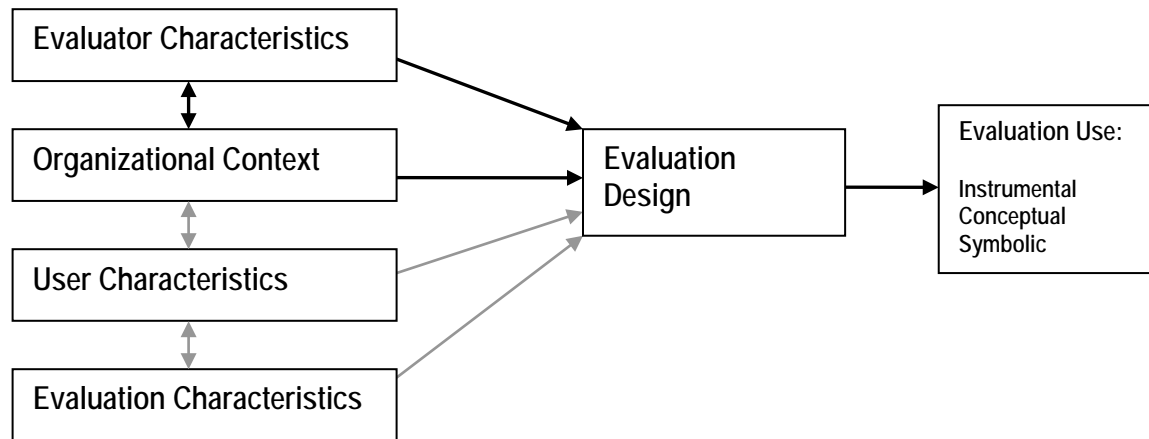 Evaluator Characteristics
Organizational Context
User Characteristics
Evaluation Characteristics
Evaluation
Design
Evaluation Use:
Instrumental
Conceptual
Symbolic